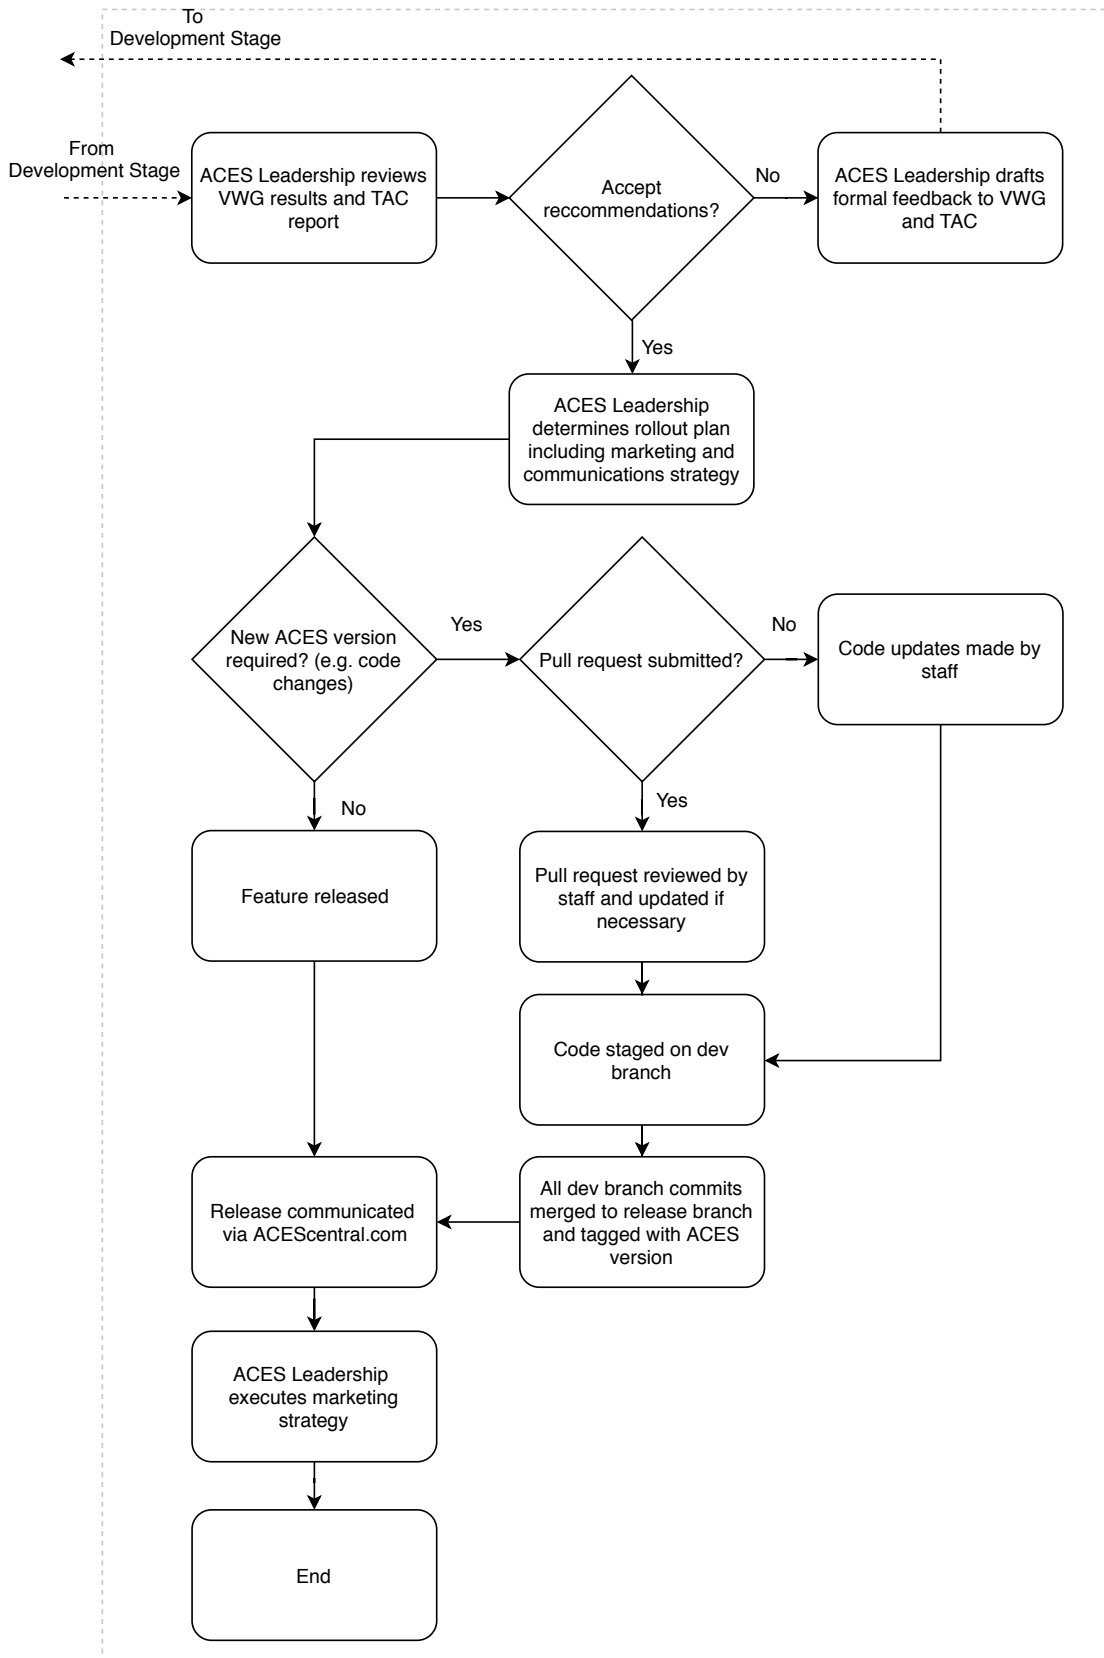 To
Development Stage
From
Development Stage
ACES Leadership reviews
VWG results and TAC
report
Accept
reccommendations?
No
ACES Leadership drafts
formal feedback to VWG
and TAC
Yes
ACES Leadership
determines rollout plan
including marketing and
communications strategy
New ACES version
required? (e.g. code
changes)
Yes
Pull request submitted?
No
Code updates made by
staff
No
Yes
Feature released
Pull request reviewed by
staff and updated if
necessary
Code staged on dev
branch
Release communicated
via ACEScentral.com
All dev branch commits
merged to release branch
and tagged with ACES
version
ACES Leadership
executes marketing
strategy
End